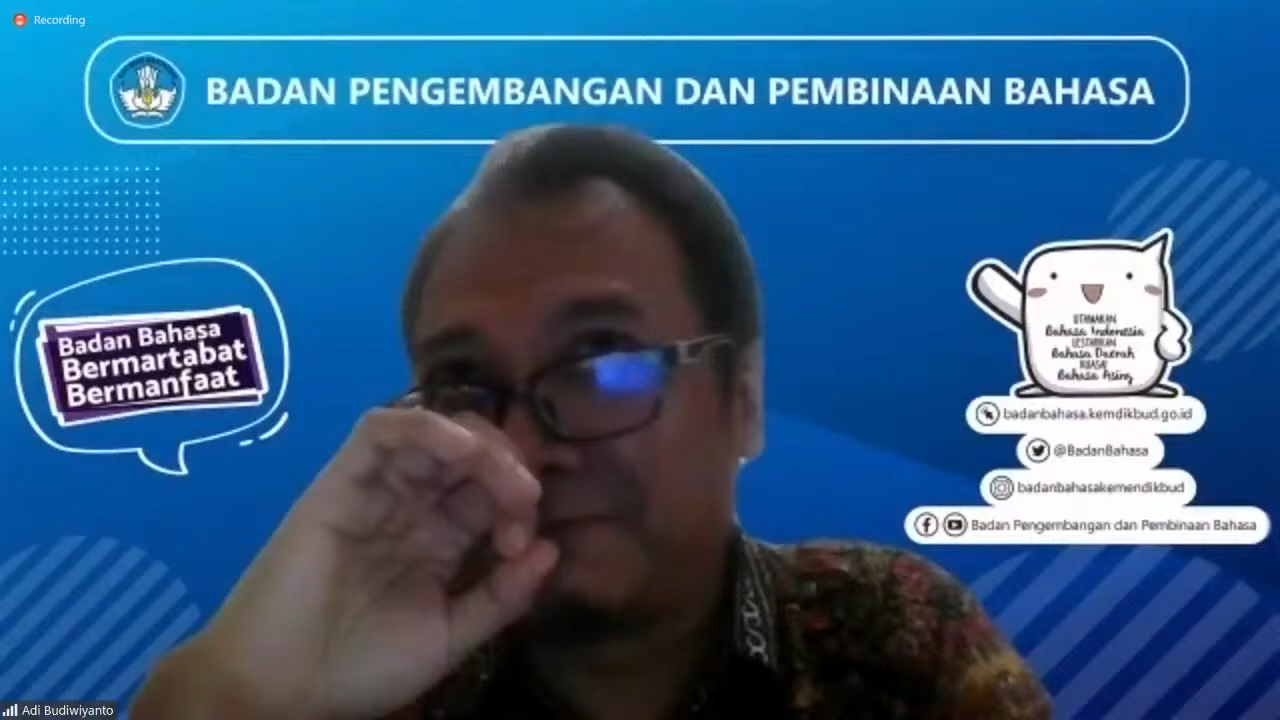 Recording
BADAN PENGEMBANGAN DAN PEMBINAAN BAHASA
Badan Bahasa
Bermartabat
Bermanfaat
UTAMAKAN
Bahasa Indonesia
LESTARIKAN
Bahasa Daerah
KUASAI
Bahasa Asing
badanbahasa.kemdikbud.go.id
@BadanBahasa
badanbahasakemendikbud
Badan Pengembangan dan Pembinaan Bahasa
Adi Budiwiyanto